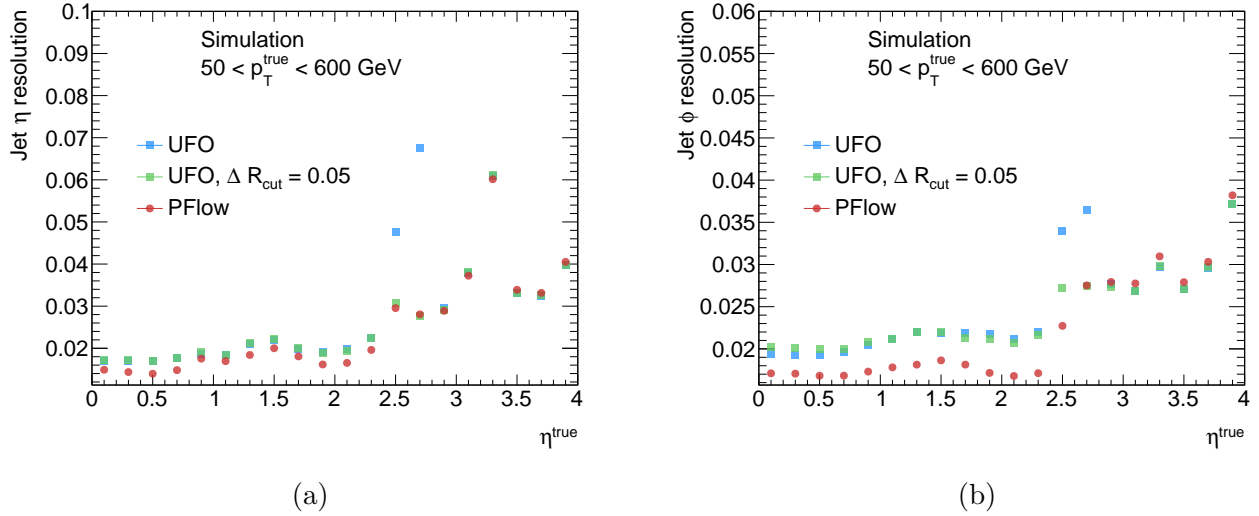 Jet η resolution
0.1
0.09
0.08
0.07
0.06
0.05
0.04
0.03
0.02
Simulation
50 < p_T^true < 600 GeV
UFO
UFO, Δ R_cut = 0.05
PFlow
0 0.5 1 1.5 2 2.5 3 3.5 4
η^true
(a)
Jet ϕ resolution
0.06
0.055
0.05
0.045
0.04
0.035
0.03
0.025
0.02
Simulation
50 < p_T^true < 600 GeV
UFO
UFO, Δ R_cut = 0.05
PFlow
0 0.5 1 1.5 2 2.5 3 3.5 4
η^true
(b)